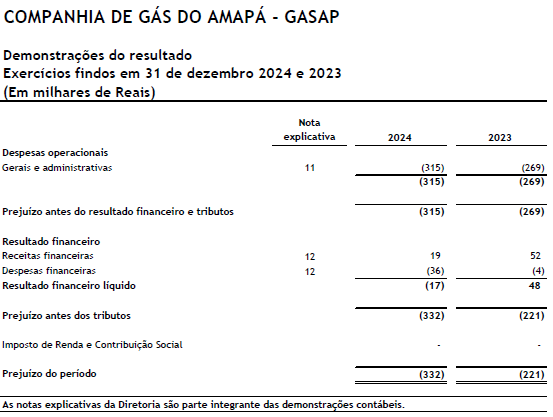 COMPANHIA DE GÁS DO AMAPÁ - GASAP
Demonstrações do resultado
Exercícios findos em 31 de dezembro 2024 e 2023
(Em milhares de Reais)
Nota
explicativa 2024 2023
Despesas operacionais
Gerais e administrativas 11 (315) (269)
(315) (269)
Prejuízo antes do resultado financeiro e tributos (315) (269)
Resultado financeiro
Receitas financeiras 12 19 52
Despesas financeiras 12 (36) (4)
Resultado financeiro líquido (17) 48
Prejuízo antes dos tributos (332) (221)
Imposto de Renda e Contribuição Social - -
Prejuízo do período (332) (221)
As notas explicativas da Diretoria são parte integrante das demonstrações contábeis.